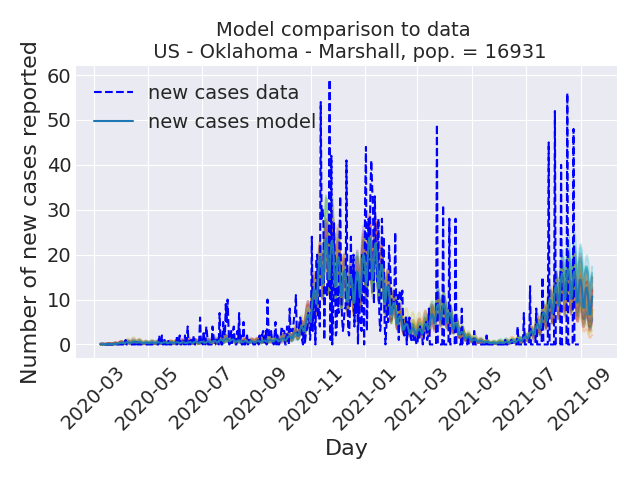 Model comparison to data
US - Oklahoma - Marshall, pop. = 16931
Number of new cases reported
60
50
40
30
20
10
0
new cases data
new cases model
2020-03
2020-05
2020-07
2020-09
2020-11
2021-01
2021-03
2021-05
2021-07
2021-09
Day